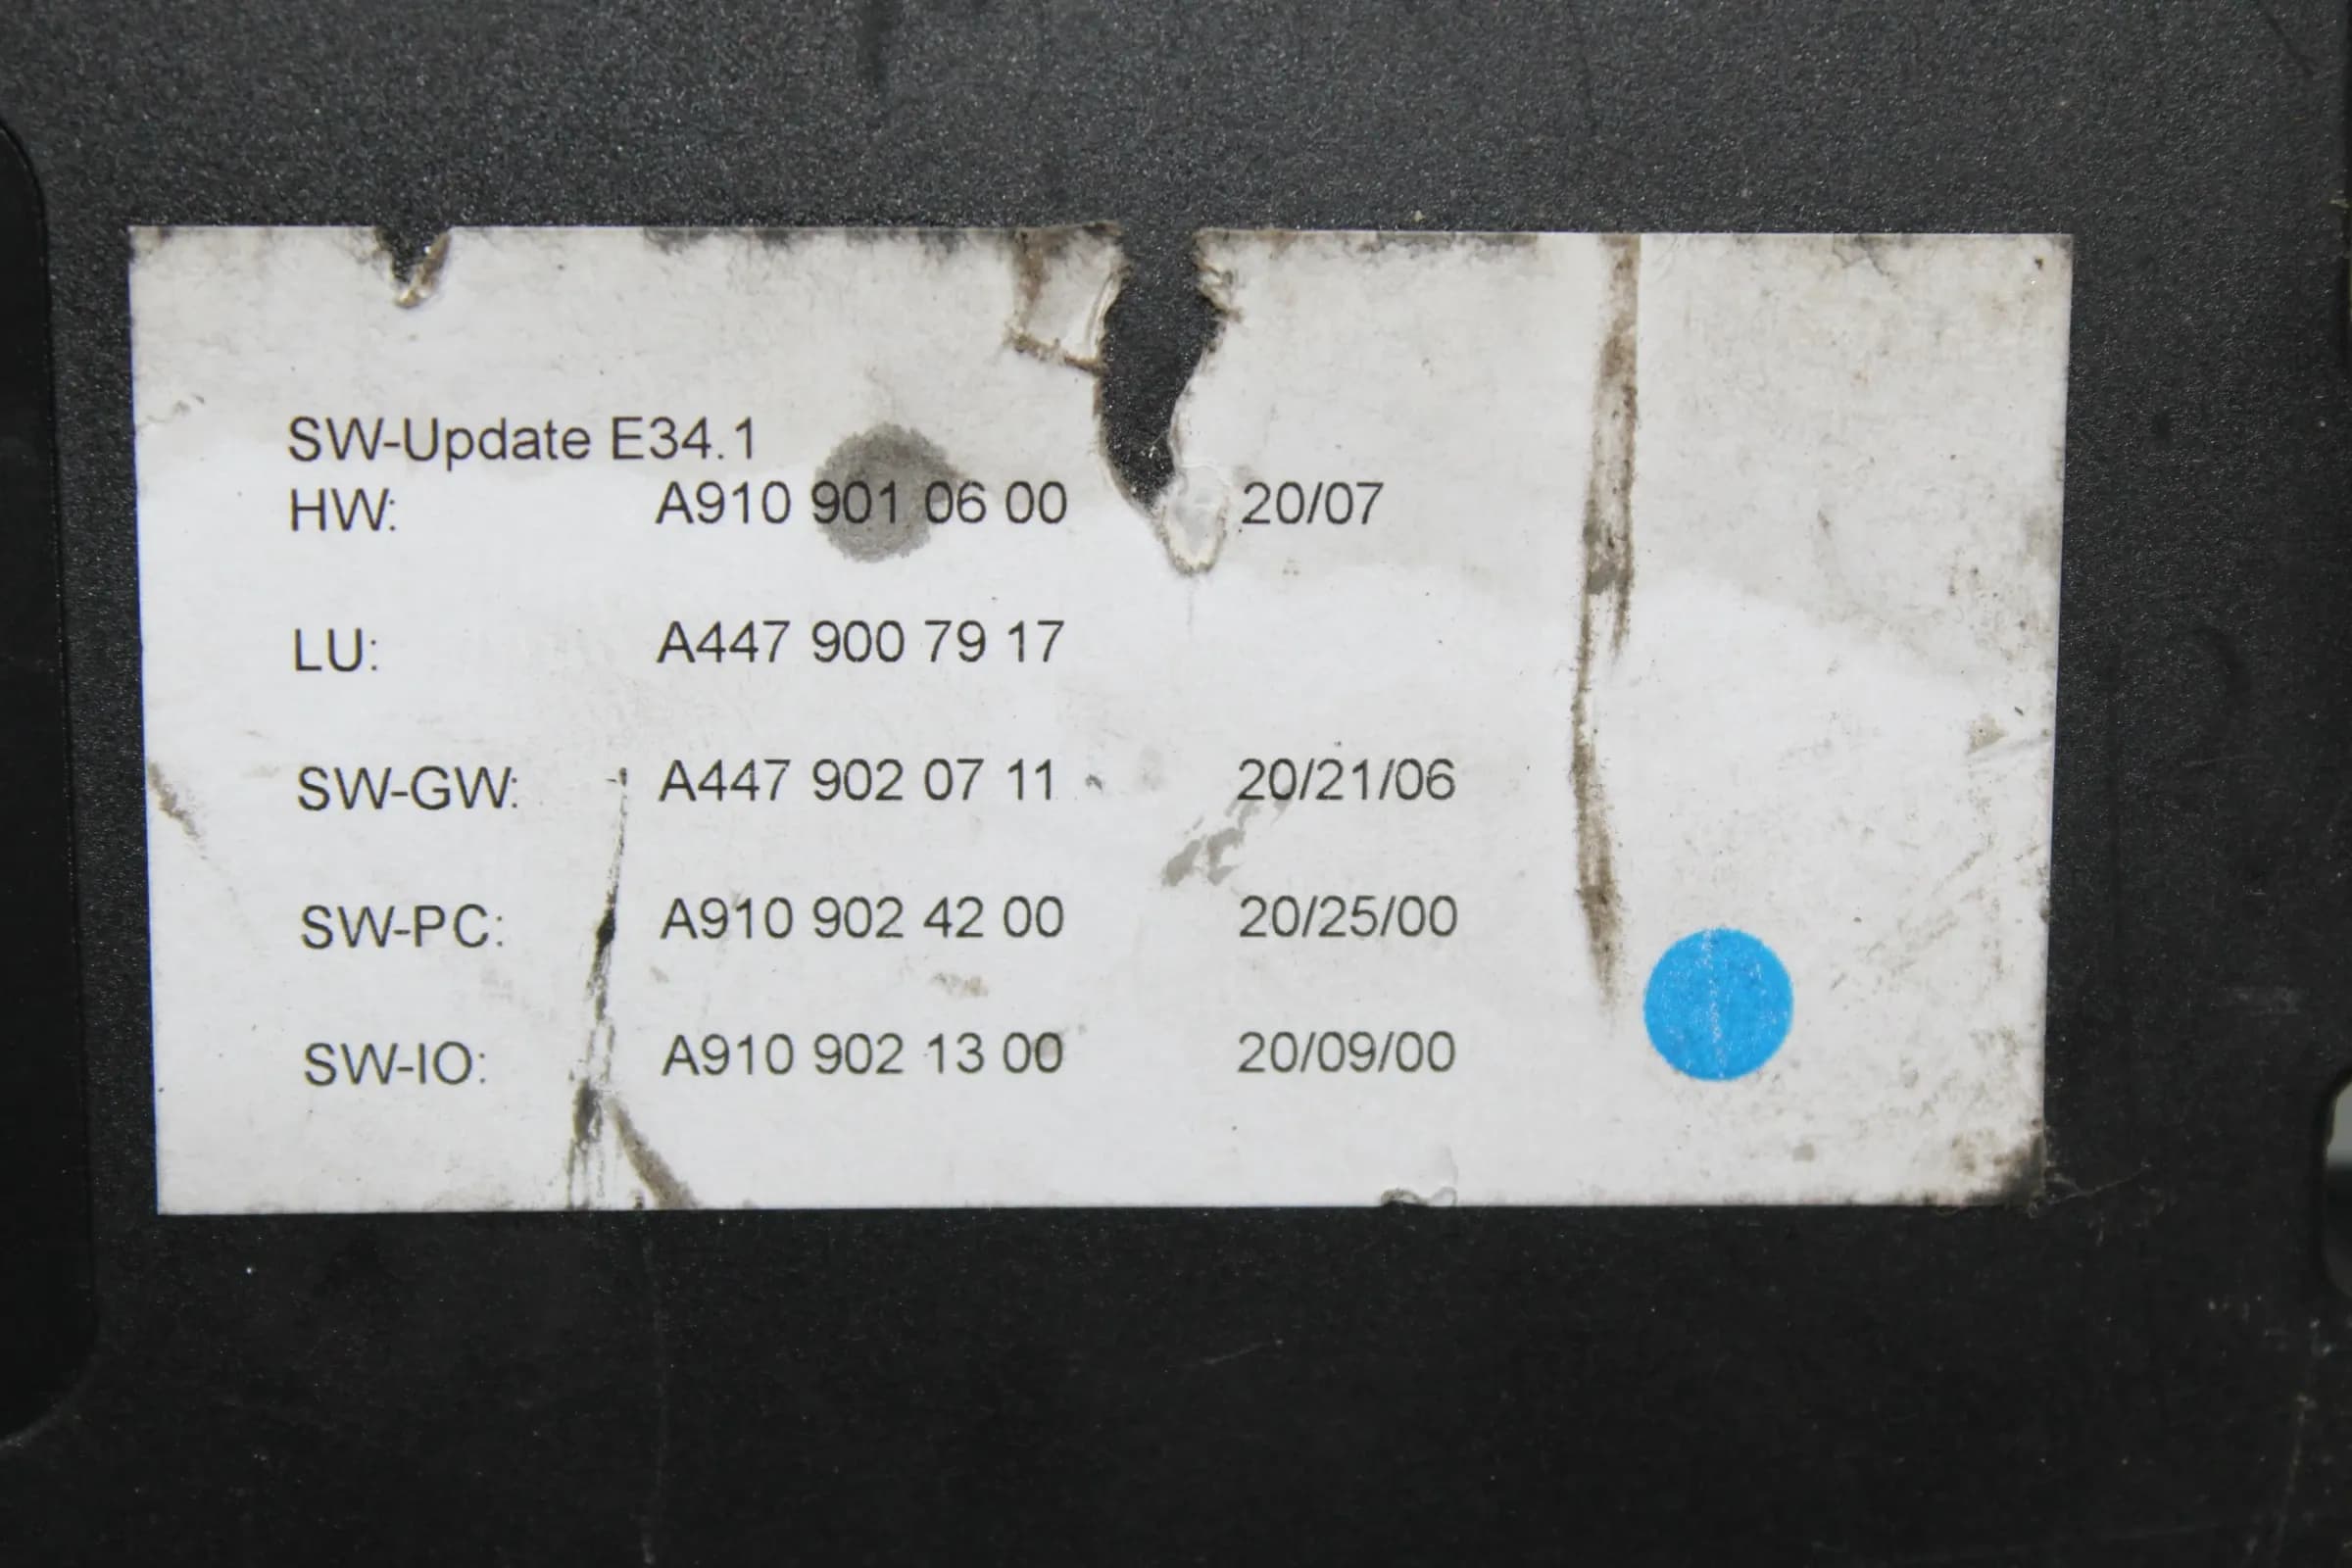 SW-Update E34.1
HW: A910 901 06 00 20/07
LU: A447 900 79 17
SW-GW: A447 902 07 11 20/21/06
SW-PC: A910 902 42 00 20/25/00
SW-IO: A910 902 13 00 20/09/00